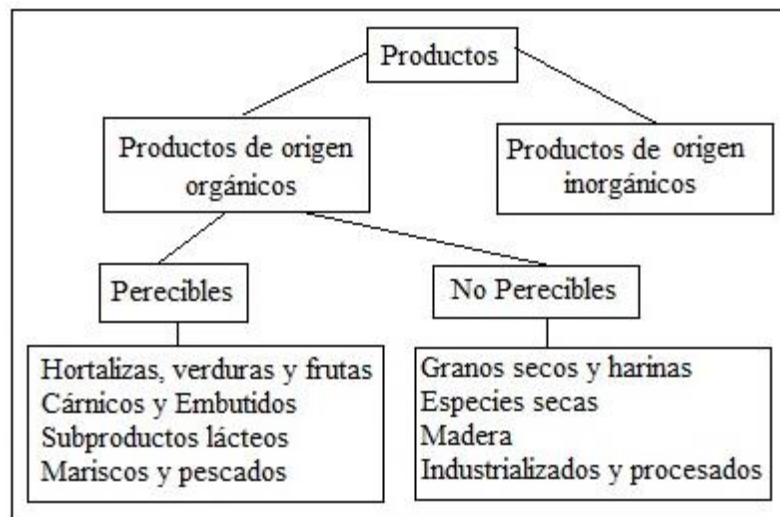 Productos
Productos de origen
orgánicos
Productos de origen
inorgánicos
Perecibles
No Perecibles
Hortalizas, verduras y frutas
Cárnicos y Embutidos
Subproductos lácteos
Mariscos y pescados
Granos secos y harinas
Especies secas
Madera
Industrializados y procesados